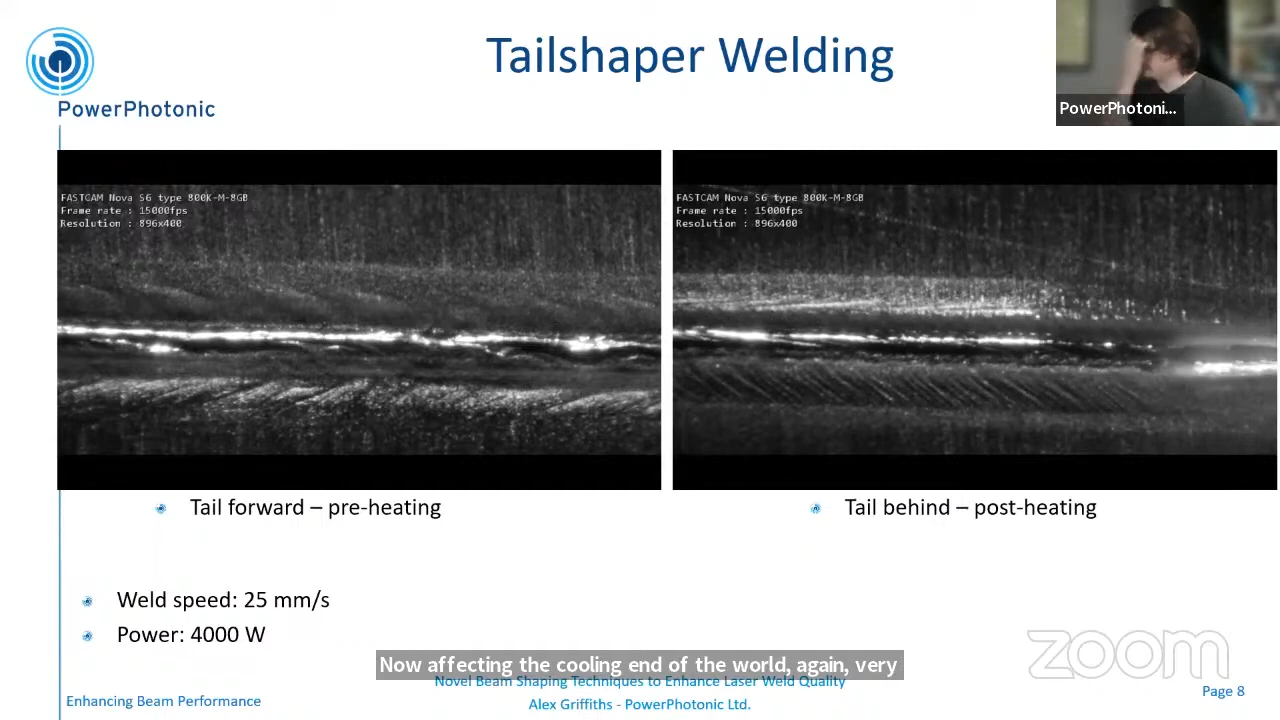 Tailshaper Welding
PowerPhotonic
PowerPhotoni...
FASTCAM Nova S6 type 800K-M-8GB
Frame rate : 15000fps
Resolution : 896x400
FASTCAM Nova S6 type 800K-M-8GB
Frame rate : 15000fps
Resolution : 896x400
Tail forward – pre-heating
Tail behind – post-heating
Weld speed: 25 mm/s
Power: 4000 W
zoom
Now affecting the cooling end of the world, again, very
Novel Beam Shaping Techniques to Enhance Laser Weld Quality
Enhancing Beam Performance
Alex Griffiths - PowerPhotonic Ltd.
Page 8